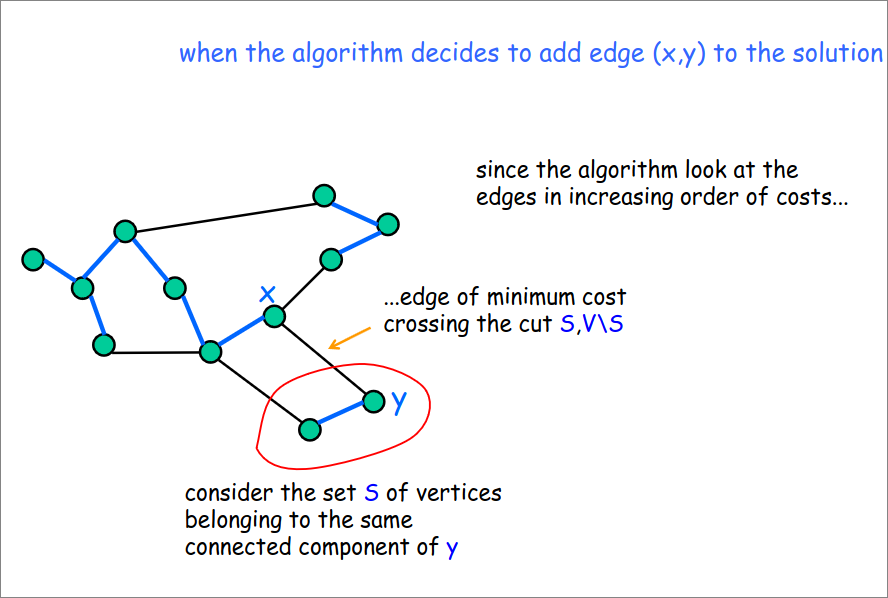 when the algorithm decides to add edge (x,y) to the solution
since the algorithm look at the
edges in increasing order of costs...
x
...edge of minimum cost
crossing the cut S,V\S
y
consider the set S of vertices
belonging to the same
connected component of y